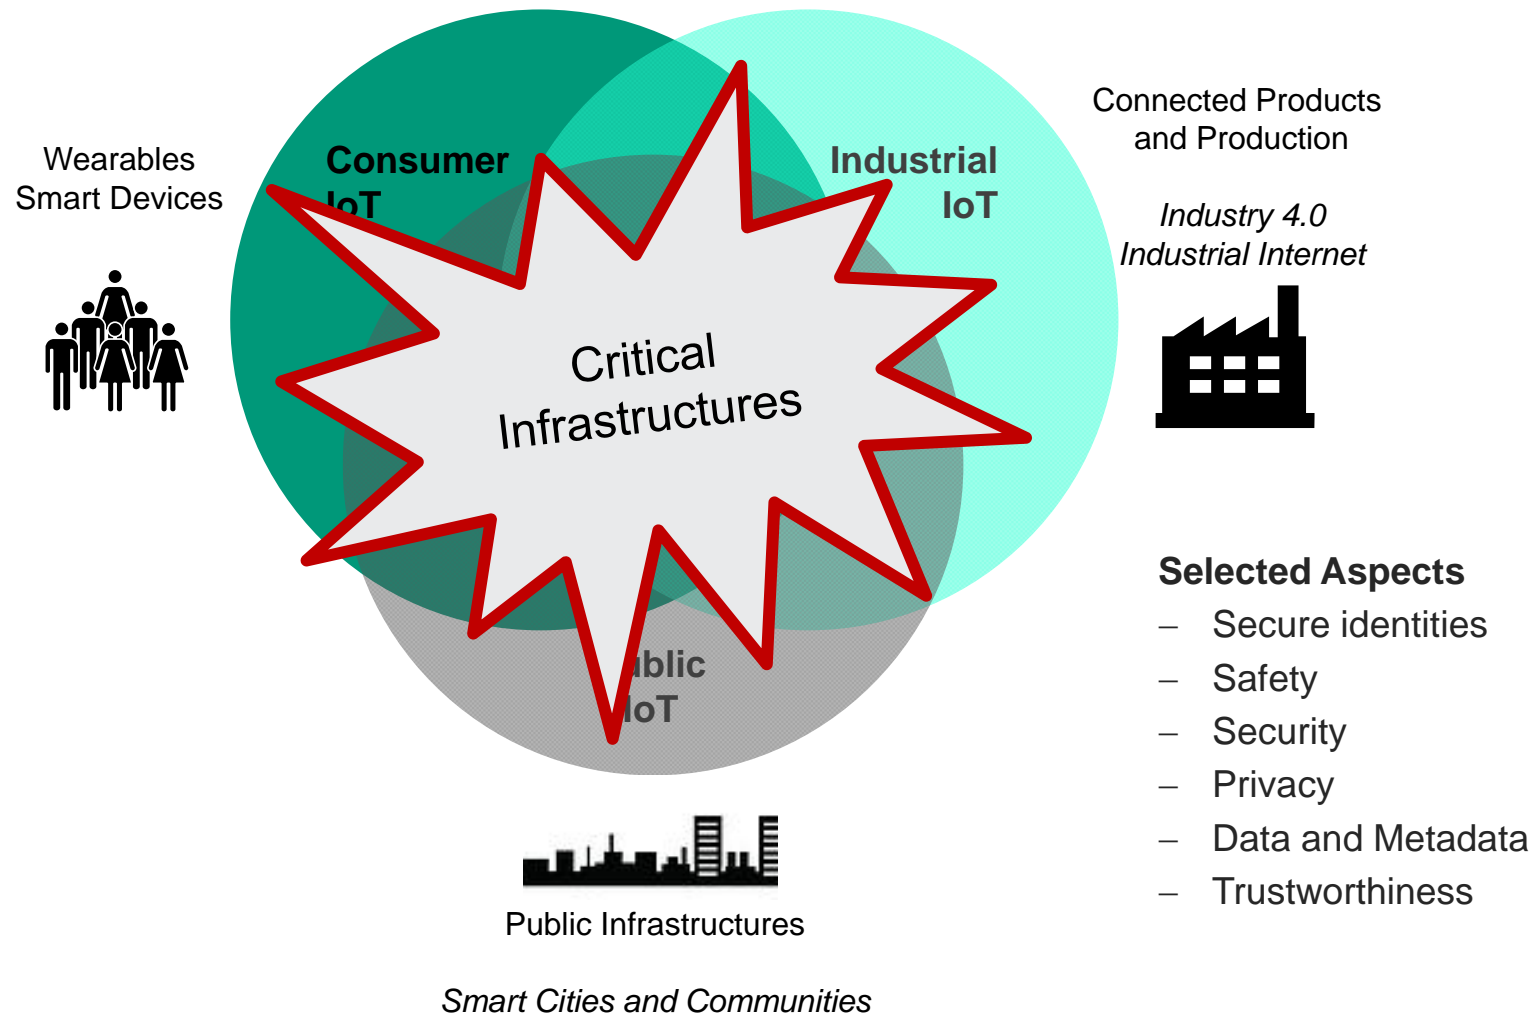 Wearables
Smart Devices
Consumer
IoT
Industrial
IoT
Connected Products
and Production
Industry 4.0
Industrial Internet
Critical
Infrastructures
IoT
Public Infrastructures
Smart Cities and Communities
Selected Aspects
– Secure identities
– Safety
– Security
– Privacy
– Data and Metadata
– Trustworthiness